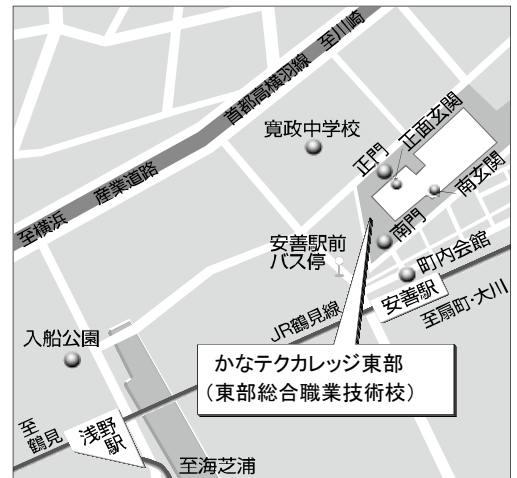 至川崎
首都高横羽線
産業道路
至横浜
寛政中学校
正門
正面玄関
南玄関
南門
町内会館
安善駅前
バス停
安善駅
至扇町・大川
JR鶴見線
入船公園
かなテクカレッジ東部
（東部総合職業技術校）
至
鶴見
浅野
駅
至海芝浦